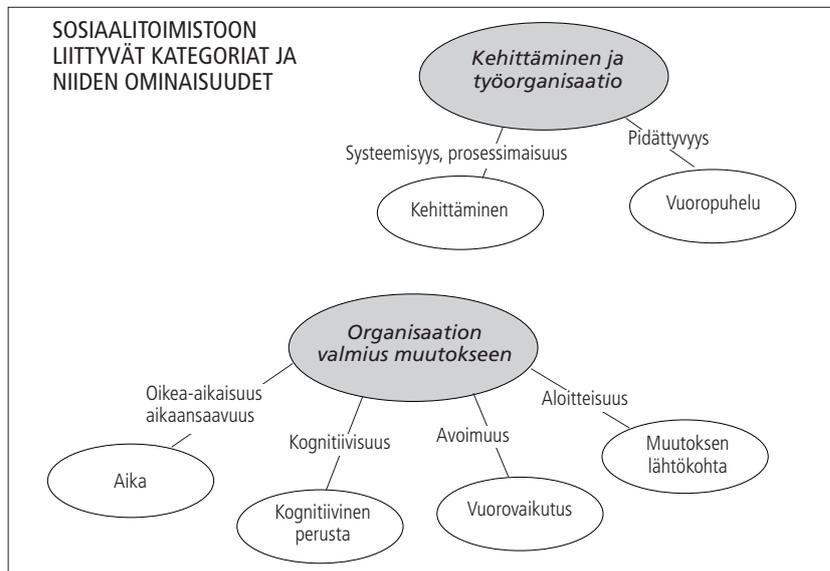 SOSIAALITOIMISTOON
LIITTYVÄT KATEGORIAT JA
NIIDEN OMINAISUUDET
Kehittäminen ja
työorganisaatio
Systeemisyys, prosessimaisuus
Pidättyvyys
Kehittäminen
Vuoropuhelu
Organisaation
valmius muutokseen
Oikea-aikaisuus
aikaansaavuus
Kognitiivisuus
Avoimuus
Aloitteisuus
Aika
Kognitiivinen
perusta
Vuorovaikutus
Muutoksen
lähtökohta